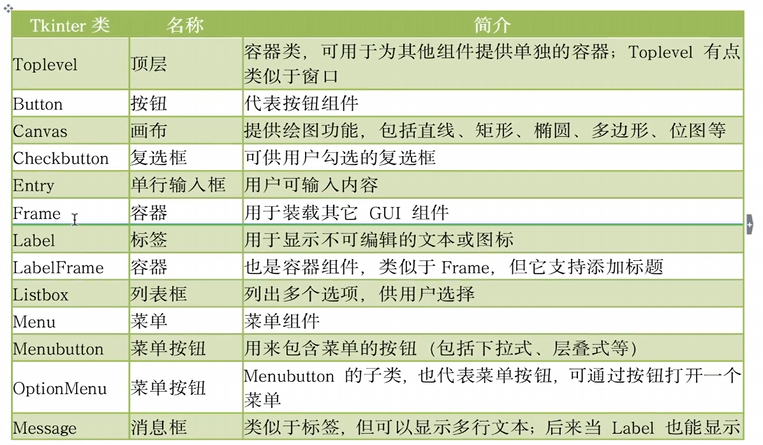 Tkinter 类 名称 简介
Toplevel 顶层 容器类，可用于为其他组件提供单独的容器；Toplevel 有点
类似于窗口
Button 按钮 代表按钮组件
Canvas 画布 提供绘图功能，包括直线、矩形、椭圆、多边形、位图等
Checkbutton 复选框 可供用户勾选的复选框
Entry 单行输入框 用户可输入内容
Frame 容器 用于装载其它 GUI 组件
Label 标签 用于显示不可编辑的文本或图标
LabelFrame 容器 也是容器组件，类似于 Frame，但它支持添加标题
Listbox 列表框 列出多个选项，供用户选择
Menu 菜单 菜单组件
Menubutton 菜单按钮 用来包含菜单的按钮（包括下拉式、层叠式等）
OptionMenu 菜单按钮 Menubutton 的子类，也代表菜单按钮，可通过按钮打开一个
菜单
Message 消息框 类似于标签，但可以显示多行文本；后来当 Label 也能显示